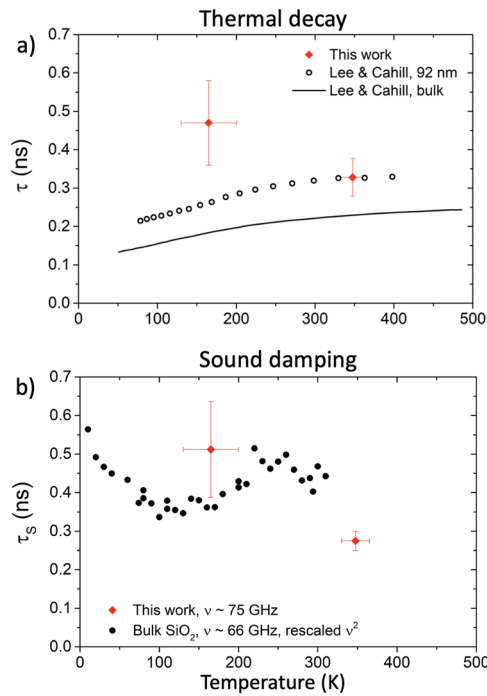 Thermal decay
a)
0.7
0.6
0.5
0.4
0.3
0.2
0.1
0.0
τ (ns)
This work
Lee & Cahill, 92 nm
Lee & Cahill, bulk
100 200 300 400 500
Sound damping
b)
0.7
0.6
0.5
0.4
0.3
0.2
0.1
0.0
τS (ns)
This work, ν ~ 75 GHz
Bulk SiO₂, ν ~ 66 GHz, rescaled ν²
0 100 200 300 400 500
Temperature (K)